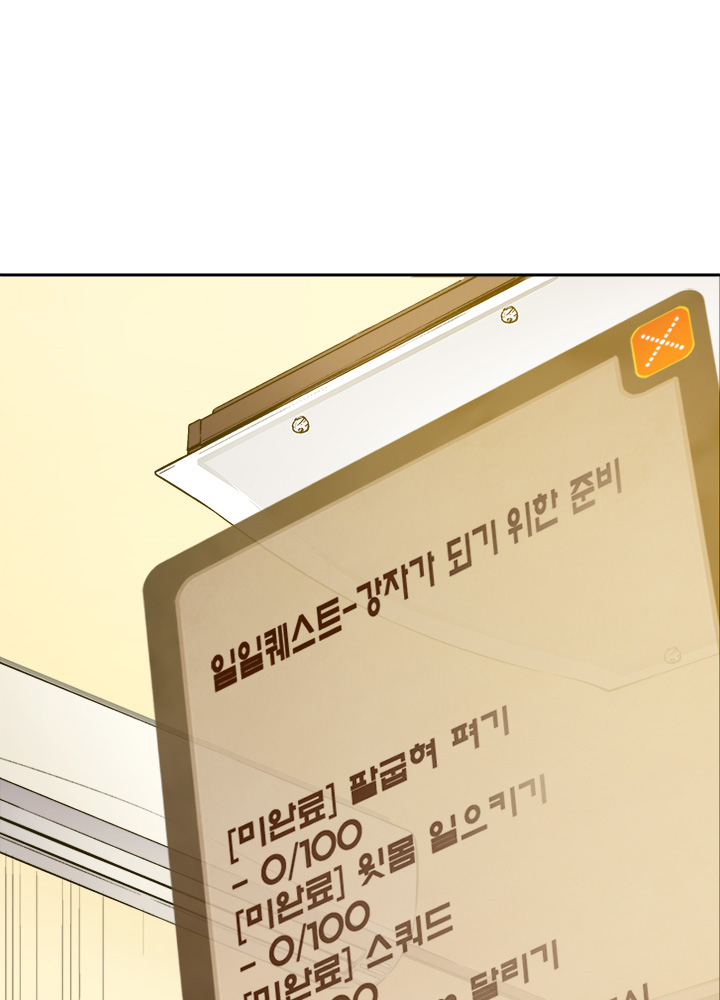 일일퀘스트-강자가 되기 위한 준비
[미완료] 팔굽혀 펴기
- 0/100
[미완료] 윗몸 일으키기
- 0/100
[미완료] 스쿼드
달리기